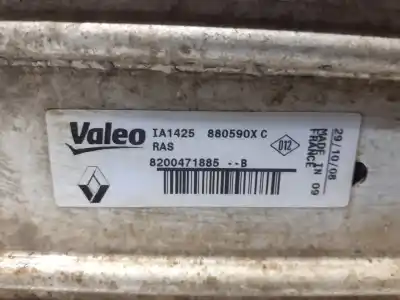 Valeo IA1425 880590X C
RAS
D12
8200471885 --B
29/10/08
MADE IN 09
FRANCE